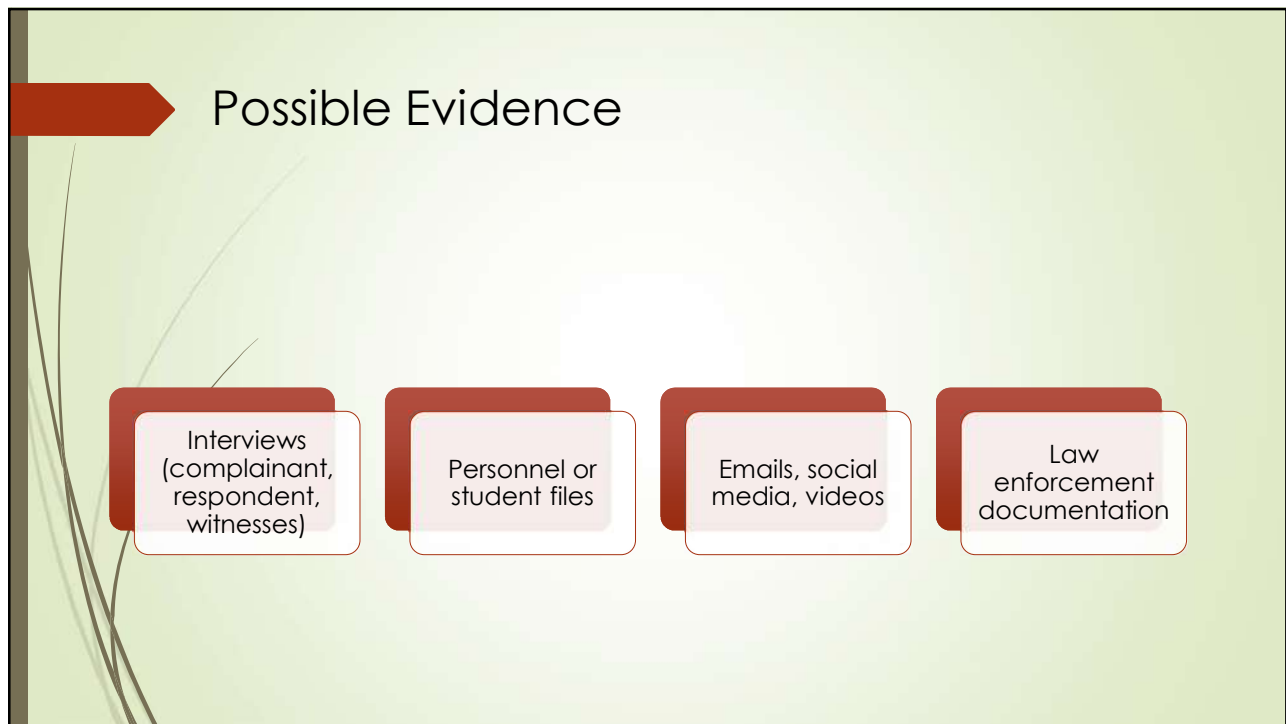 Possible Evidence
Interviews
(complainant,
respondent,
witnesses)
Personnel or
student files
Emails, social
media, videos
Law
enforcement
documentation